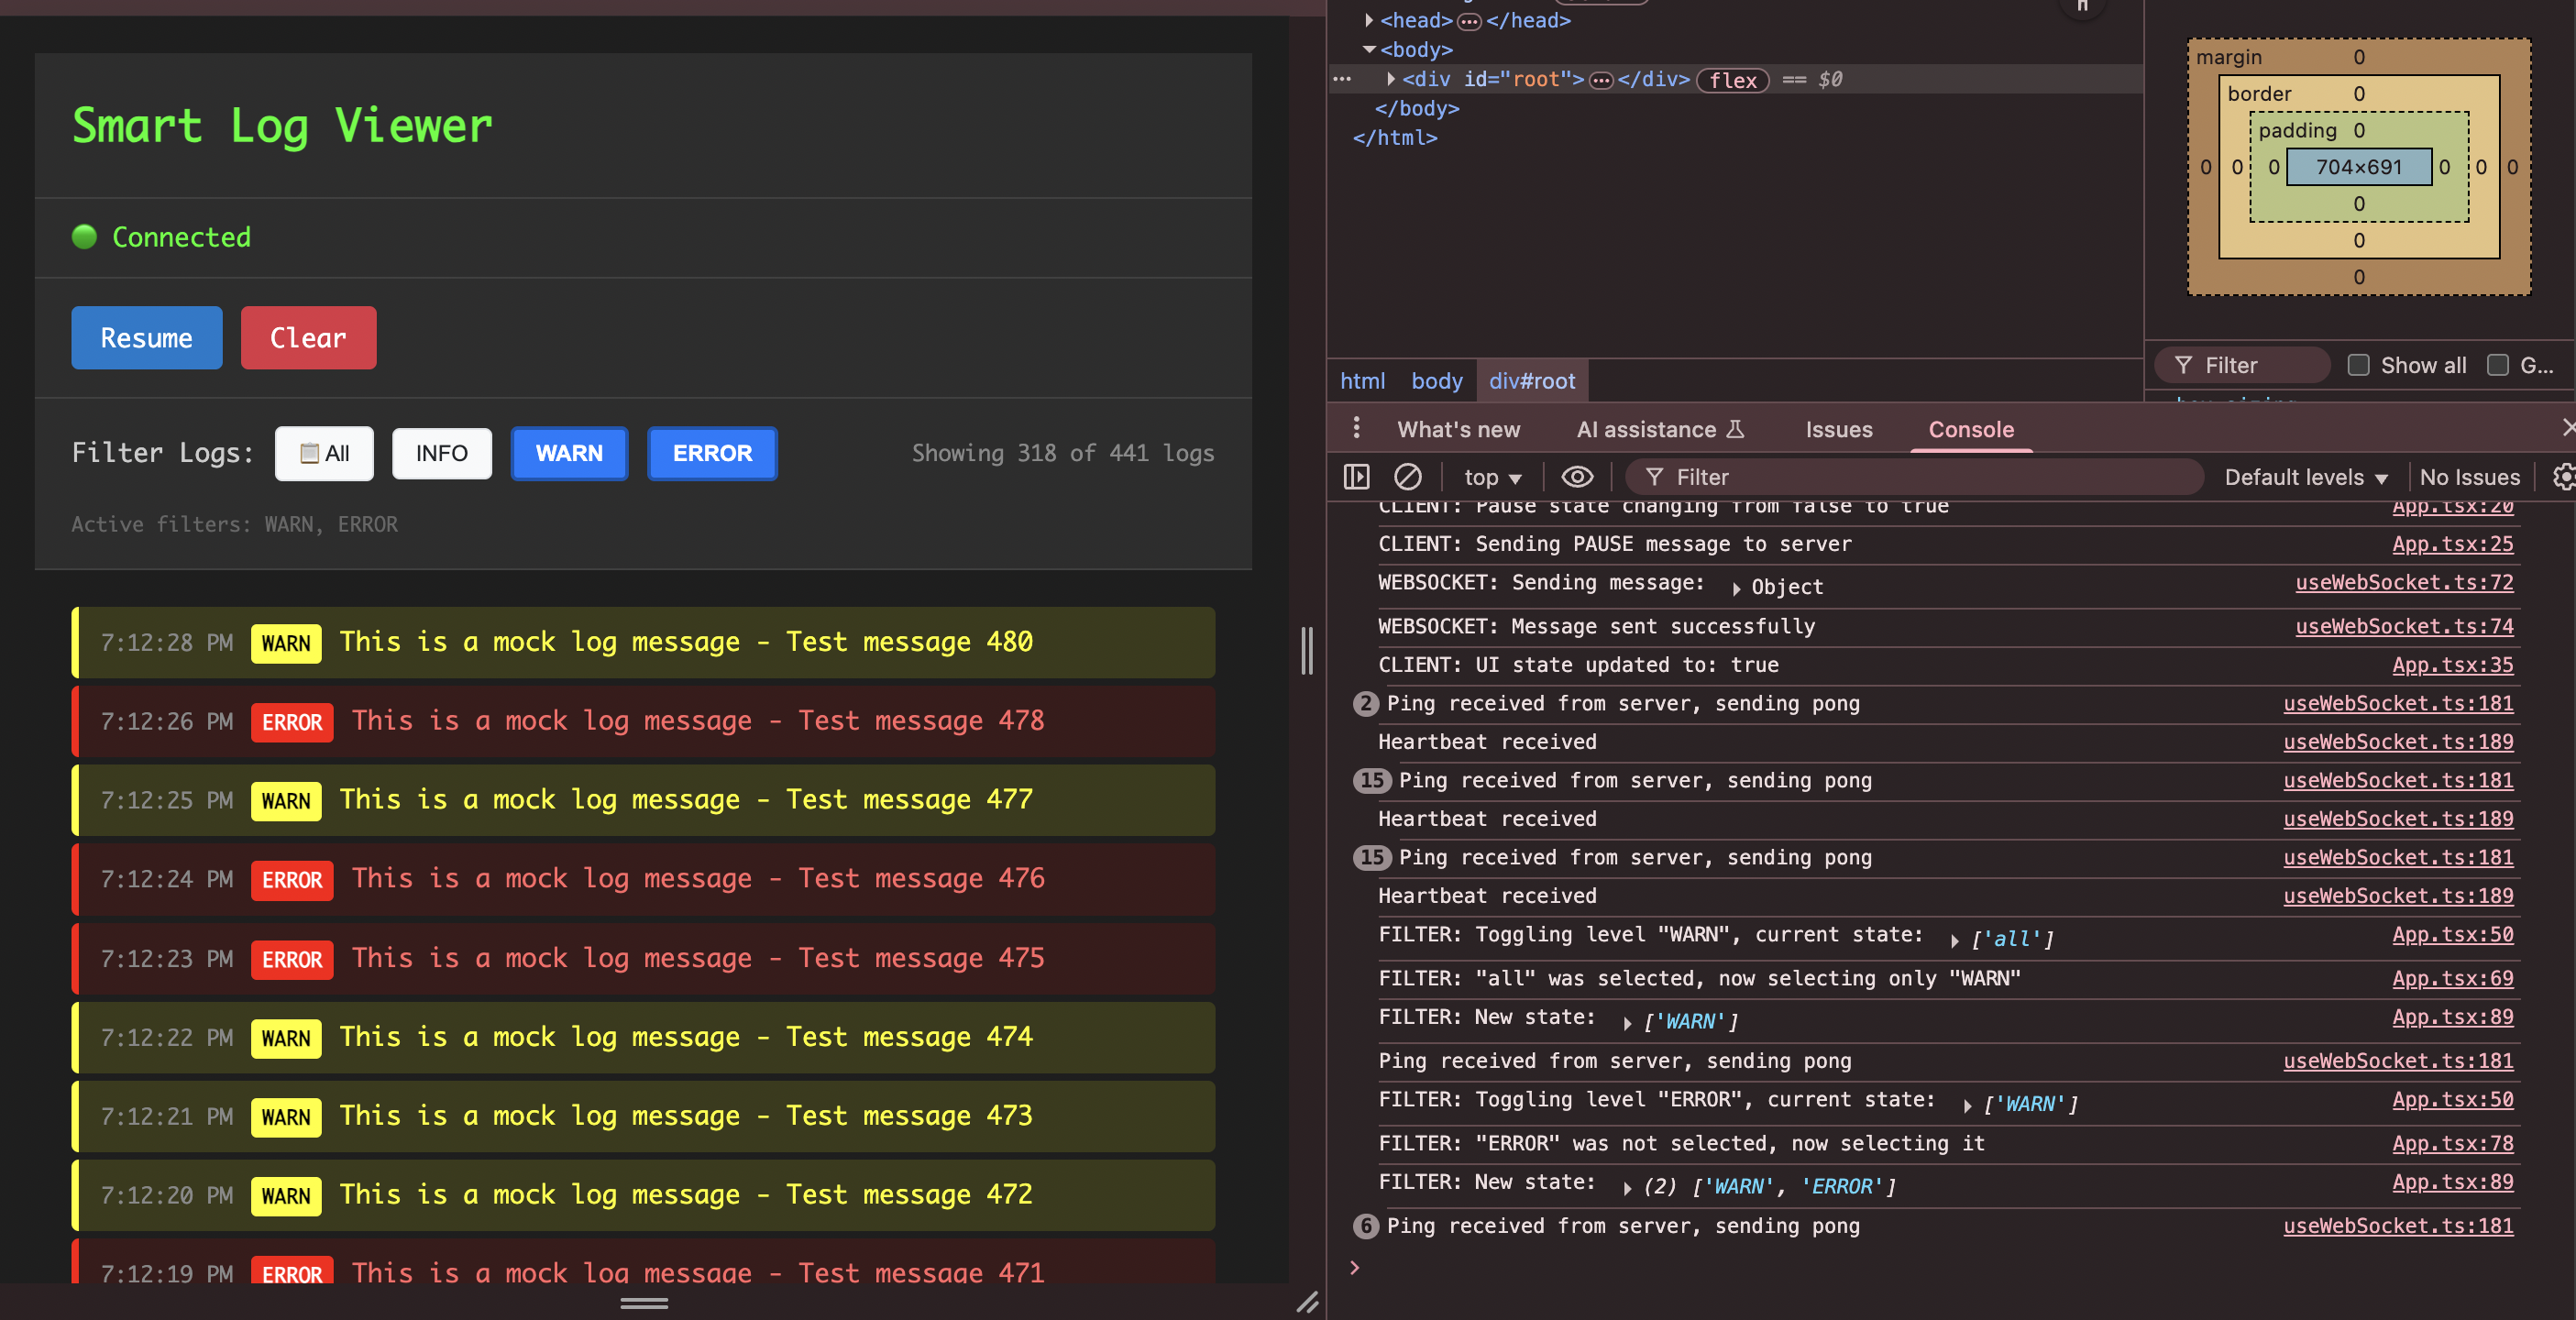 Smart Log Viewer
Connected
Resume Clear
Filter Logs: All INFO WARN ERROR Showing 318 of 441 logs
Active filters: WARN, ERROR
7:12:28 PM WARN This is a mock log message - Test message 480
7:12:26 PM ERROR This is a mock log message - Test message 478
7:12:25 PM WARN This is a mock log message - Test message 477
7:12:24 PM ERROR This is a mock log message - Test message 476
7:12:23 PM ERROR This is a mock log message - Test message 475
7:12:22 PM WARN This is a mock log message - Test message 474
7:12:21 PM WARN This is a mock log message - Test message 473
7:12:20 PM WARN This is a mock log message - Test message 472
7:12:19 PM ERROR This is a mock log message - Test message 471
<head> … </head>
<body>
… <div id="root"> … </div> flex == $0
</body>
</html>
html body div#root
margin 0
border 0
padding 0
0 0 0 704×691 0 0 0
0
0
0
Filter Show all G...
What's new AI assistance Issues Console
top Filter Default levels No Issues
CLIENT: Pause state changing from false to true App.tsx:20
CLIENT: Sending PAUSE message to server App.tsx:25
WEBSOCKET: Sending message: Object useWebSocket.ts:72
WEBSOCKET: Message sent successfully useWebSocket.ts:74
CLIENT: UI state updated to: true App.tsx:35
2 Ping received from server, sending pong useWebSocket.ts:181
Heartbeat received useWebSocket.ts:189
15 Ping received from server, sending pong useWebSocket.ts:181
Heartbeat received useWebSocket.ts:189
15 Ping received from server, sending pong useWebSocket.ts:181
Heartbeat received useWebSocket.ts:189
FILTER: Toggling level "WARN", current state: ['all'] App.tsx:50
FILTER: "all" was selected, now selecting only "WARN" App.tsx:69
FILTER: New state: ['WARN'] App.tsx:89
Ping received from server, sending pong useWebSocket.ts:181
FILTER: Toggling level "ERROR", current state: ['WARN'] App.tsx:50
FILTER: "ERROR" was not selected, now selecting it App.tsx:78
FILTER: New state: (2) ['WARN', 'ERROR'] App.tsx:89
6 Ping received from server, sending pong useWebSocket.ts:181